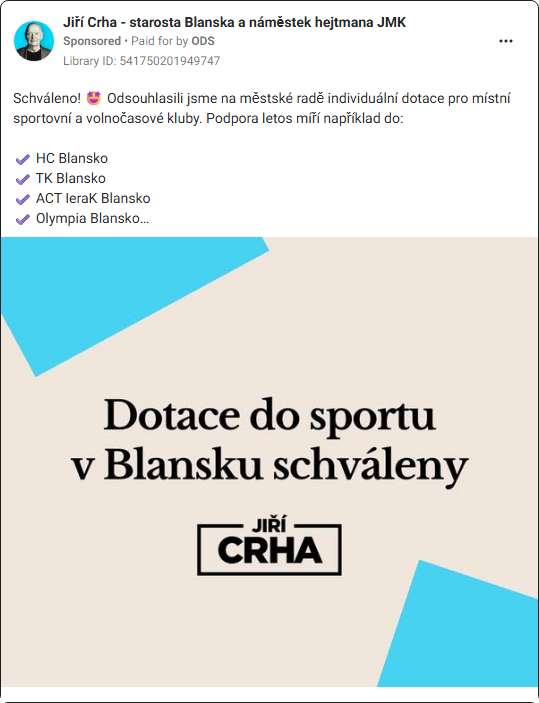 Jiří Crha - starosta Blanska a náměstek hejtmana JMK
Sponsored • Paid for by ODS
Library ID: 541750201949747
Schváleno! 🤩 Odsouhlasili jsme na městské radě individuální dotace pro místní
sportovní a volnočasové kluby. Podpora letos míří například do:
✔ HC Blansko
✔ TK Blansko
✔ ACT IeraK Blansko
✔ Olympia Blansko...
Dotace do sportu
v Blansku schváleny
JIŘÍ
CRHA